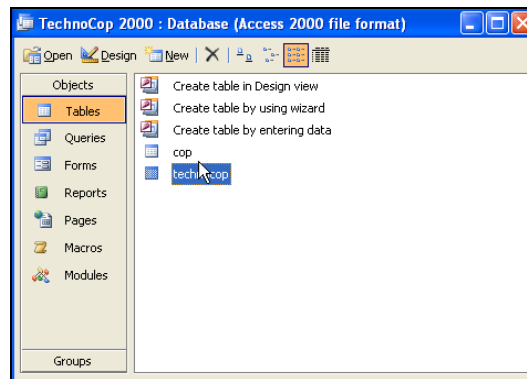 TechnoCop 2000 : Database (Access 2000 file format)
Open Design New
Objects
Tables
Queries
Forms
Reports
Pages
Macros
Modules
Groups
Create table in Design view
Create table by using wizard
Create table by entering data
cop
technocop